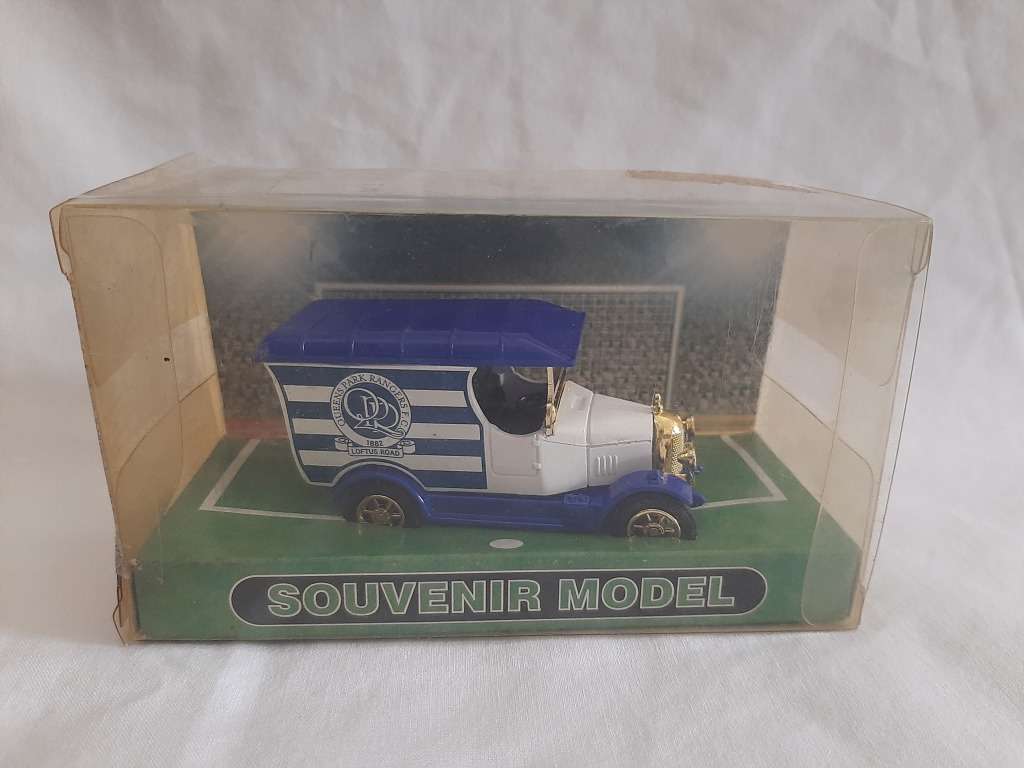 QUEENS PARK RANGERS F.C.
QPR
1882
LOFTUS ROAD
SOUVENIR MODEL